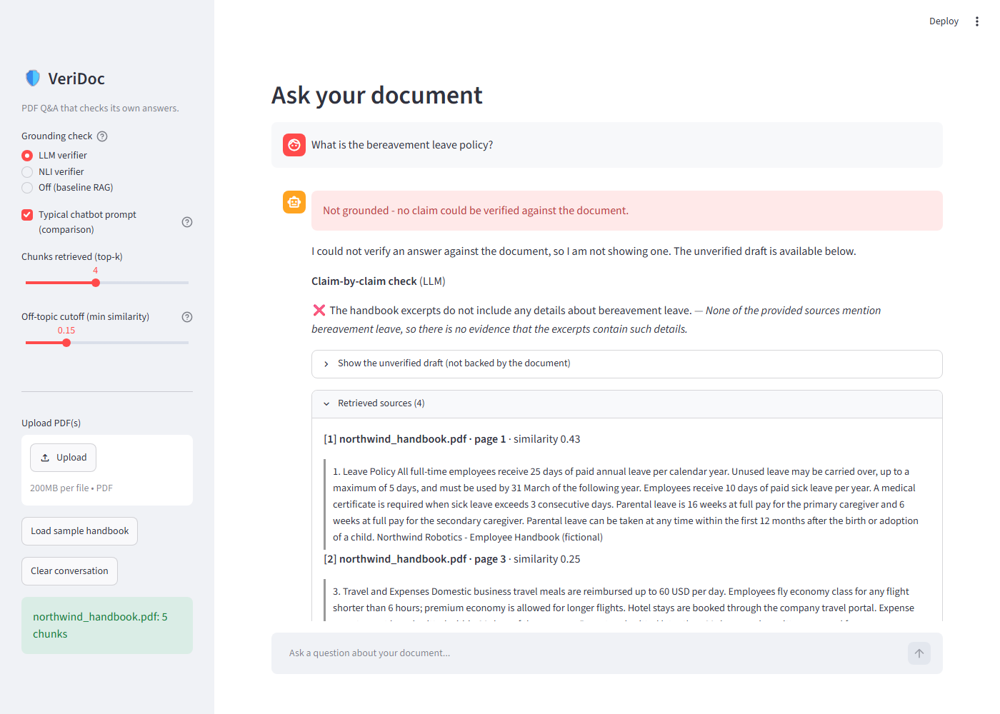 Deploy
VeriDoc
PDF Q&A that checks its own answers.
Grounding check
LLM verifier
NLI verifier
Off (baseline RAG)
Typical chatbot prompt
(comparison)
Chunks retrieved (top-k)
4
Off-topic cutoff (min similarity)
0.15
Upload PDF(s)
Upload
200MB per file • PDF
Load sample handbook
Clear conversation
northwind_handbook.pdf: 5
chunks
Ask your document
What is the bereavement leave policy?
Not grounded - no claim could be verified against the document.
I could not verify an answer against the document, so I am not showing one. The unverified draft is available below.
Claim-by-claim check (LLM)
❌ The handbook excerpts do not include any details about bereavement leave. — None of the provided sources mention
bereavement leave, so there is no evidence that the excerpts contain such details.
Show the unverified draft (not backed by the document)
Retrieved sources (4)
[1] northwind_handbook.pdf · page 1 · similarity 0.43
1. Leave Policy All full-time employees receive 25 days of paid annual leave per calendar year. Unused leave may be carried over, up to a
maximum of 5 days, and must be used by 31 March of the following year. Employees receive 10 days of paid sick leave per year. A medical
certificate is required when sick leave exceeds 3 consecutive days. Parental leave is 16 weeks at full pay for the primary caregiver and 6
weeks at full pay for the secondary caregiver. Parental leave can be taken at any time within the first 12 months after the birth or adoption
of a child. Northwind Robotics - Employee Handbook (fictional)
[2] northwind_handbook.pdf · page 3 · similarity 0.25
3. Travel and Expenses Domestic business travel meals are reimbursed up to 60 USD per day. Employees fly economy class for any flight
shorter than 6 hours; premium economy is allowed for longer flights. Hotel stays are booked through the company travel portal. Expense
Ask a question about your document...